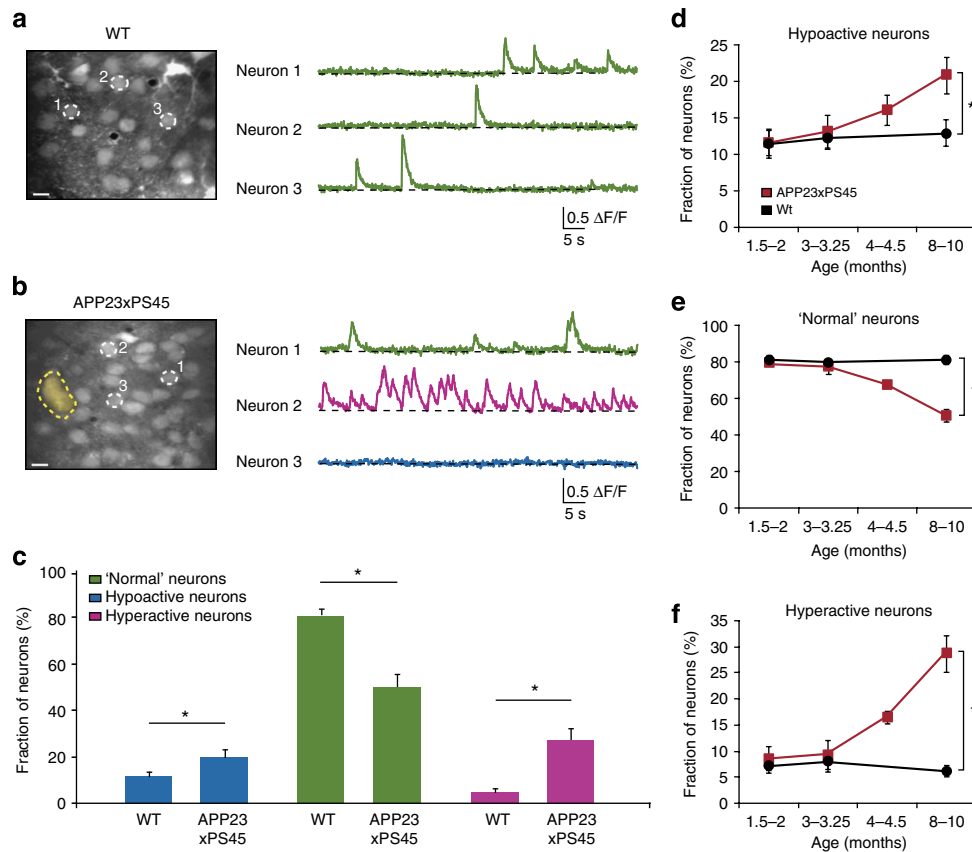 a
WT
1
2
3
Neuron 1
Neuron 2
Neuron 3
0.5 ΔF/F
5 s
b
APP23xPS45
2
1
3
Neuron 1
Neuron 2
Neuron 3
0.5 ΔF/F
5 s
c
Fraction of neurons (%)
100
80
60
40
20
0
'Normal' neurons
Hypoactive neurons
Hyperactive neurons
*
*
*
WT
APP23
xPS45
WT
APP23
xPS45
WT
APP23
xPS45
d
Hypoactive neurons
Fraction of neurons (%)
25
20
15
10
5
0
APP23xPS45
Wt
*
1.5–2
3–3.25
4–4.5
8–10
Age (months)
e
'Normal' neurons
Fraction of neurons (%)
100
80
60
40
20
0
1.5–2
3–3.25
4–4.5
8–10
Age (months)
f
Hyperactive neurons
Fraction of neurons (%)
35
30
25
20
15
10
5
0
1.5–2
3–3.25
4–4.5
8–10
Age (months)